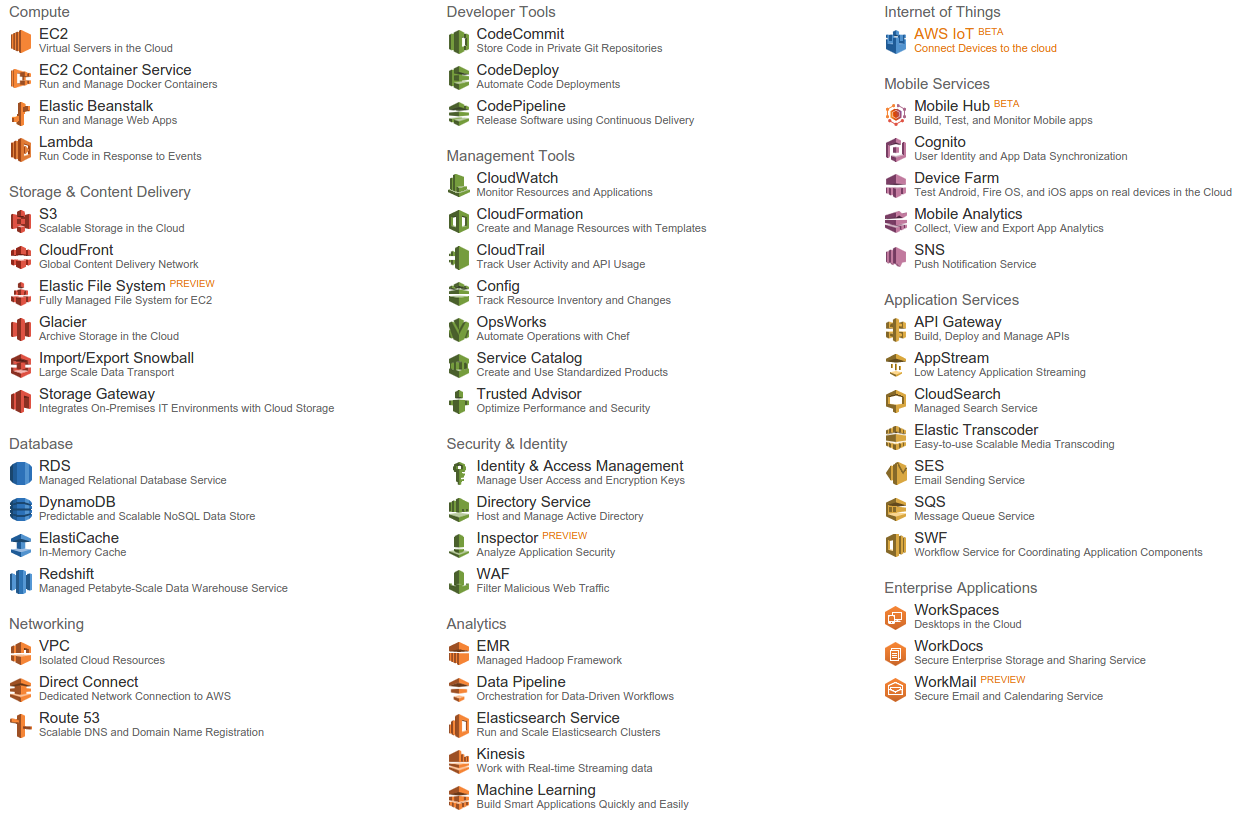 Compute
EC2
Virtual Servers in the Cloud
EC2 Container Service
Run and Manage Docker Containers
Elastic Beanstalk
Run and Manage Web Apps
Lambda
Run Code in Response to Events
Storage & Content Delivery
S3
Scalable Storage in the Cloud
CloudFront
Global Content Delivery Network
Elastic File System PREVIEW
Fully Managed File System for EC2
Glacier
Archive Storage in the Cloud
Import/Export Snowball
Large Scale Data Transport
Storage Gateway
Integrates On-Premises IT Environments with Cloud Storage
Database
RDS
Managed Relational Database Service
DynamoDB
Predictable and Scalable NoSQL Data Store
ElastiCache
In-Memory Cache
Redshift
Managed Petabyte-Scale Data Warehouse Service
Networking
VPC
Isolated Cloud Resources
Direct Connect
Dedicated Network Connection to AWS
Route 53
Scalable DNS and Domain Name Registration
Developer Tools
CodeCommit
Store Code in Private Git Repositories
CodeDeploy
Automate Code Deployments
CodePipeline
Release Software using Continuous Delivery
Management Tools
CloudWatch
Monitor Resources and Applications
CloudFormation
Create and Manage Resources with Templates
CloudTrail
Track User Activity and API Usage
Config
Track Resource Inventory and Changes
OpsWorks
Automate Operations with Chef
Service Catalog
Create and Use Standardized Products
Trusted Advisor
Optimize Performance and Security
Security & Identity
Identity & Access Management
Manage User Access and Encryption Keys
Directory Service
Host and Manage Active Directory
Inspector PREVIEW
Analyze Application Security
WAF
Filter Malicious Web Traffic
Analytics
EMR
Managed Hadoop Framework
Data Pipeline
Orchestration for Data-Driven Workflows
Elasticsearch Service
Run and Scale Elasticsearch Clusters
Kinesis
Work with Real-time Streaming data
Machine Learning
Build Smart Applications Quickly and Easily
Internet of Things
AWS IoT BETA
Connect Devices to the cloud
Mobile Services
Mobile Hub BETA
Build, Test, and Monitor Mobile apps
Cognito
User Identity and App Data Synchronization
Device Farm
Test Android, Fire OS, and iOS apps on real devices in the Cloud
Mobile Analytics
Collect, View and Export App Analytics
SNS
Push Notification Service
Application Services
API Gateway
Build, Deploy and Manage APIs
AppStream
Low Latency Application Streaming
CloudSearch
Managed Search Service
Elastic Transcoder
Easy-to-use Scalable Media Transcoding
SES
Email Sending Service
SQS
Message Queue Service
SWF
Workflow Service for Coordinating Application Components
Enterprise Applications
WorkSpaces
Desktops in the Cloud
WorkDocs
Secure Enterprise Storage and Sharing Service
WorkMail PREVIEW
Secure Email and Calendaring Service